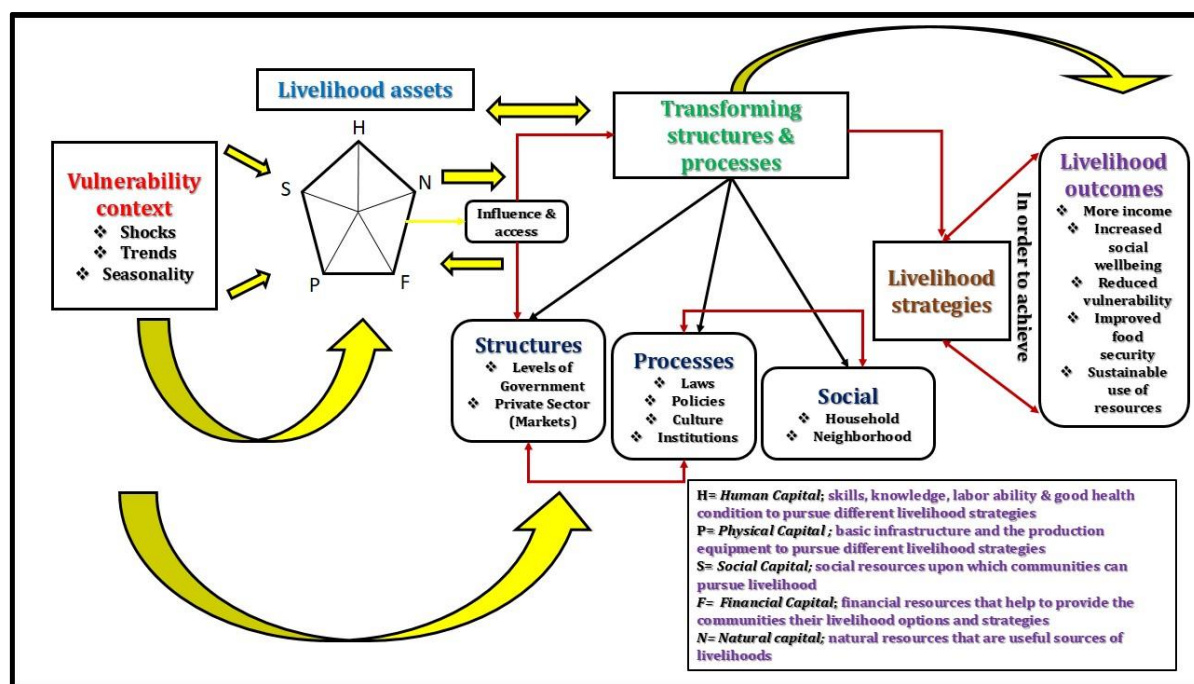 Livelihood assets
H
S
N
P
F
Vulnerability
context
❖ Shocks
❖ Trends
❖ Seasonality
Influence &
access
Transforming
structures &
processes
Structures
❖ Levels of
Government
❖ Private Sector
(Markets)
Processes
❖ Laws
❖ Policies
❖ Culture
❖ Institutions
Social
❖ Household
❖ Neighborhood
Livelihood
strategies
In order to achieve
Livelihood
outcomes
❖ More income
❖ Increased
social
wellbeing
❖ Reduced
vulnerability
❖ Improved
food
security
❖ Sustainable
use of
resources
H= Human Capital; skills, knowledge, labor ability & good health
condition to pursue different livelihood strategies
P= Physical Capital ; basic infrastructure and the production
equipment to pursue different livelihood strategies
S= Social Capital; social resources upon which communities can
pursue livelihood
F= Financial Capital; financial resources that help to provide the
communities their livelihood options and strategies
N= Natural capital; natural resources that are useful sources of
livelihoods